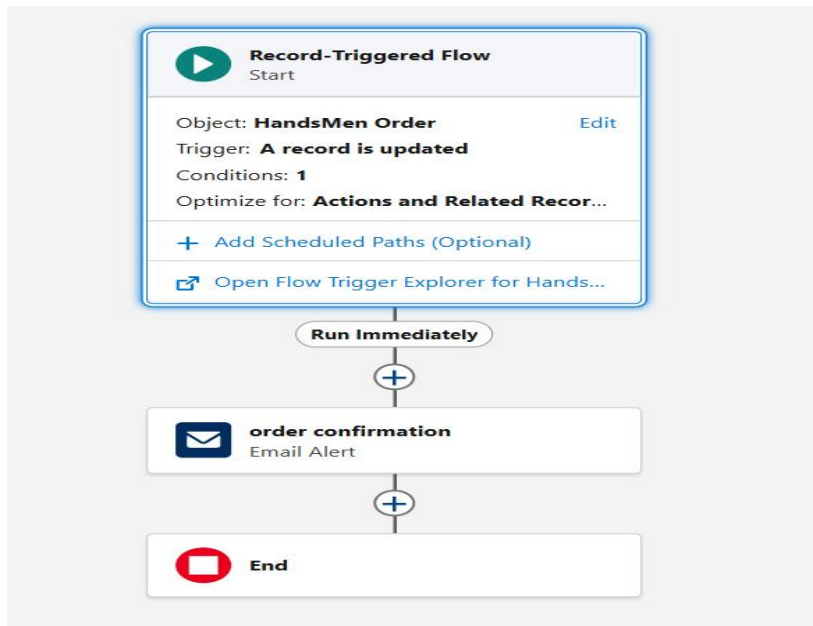 Record-Triggered Flow
Start
Object: HandsMen Order
Edit
Trigger: A record is updated
Conditions: 1
Optimize for: Actions and Related Recor...
Add Scheduled Paths (Optional)
Open Flow Trigger Explorer for Hands...
Run Immediately
order confirmation
Email Alert
End